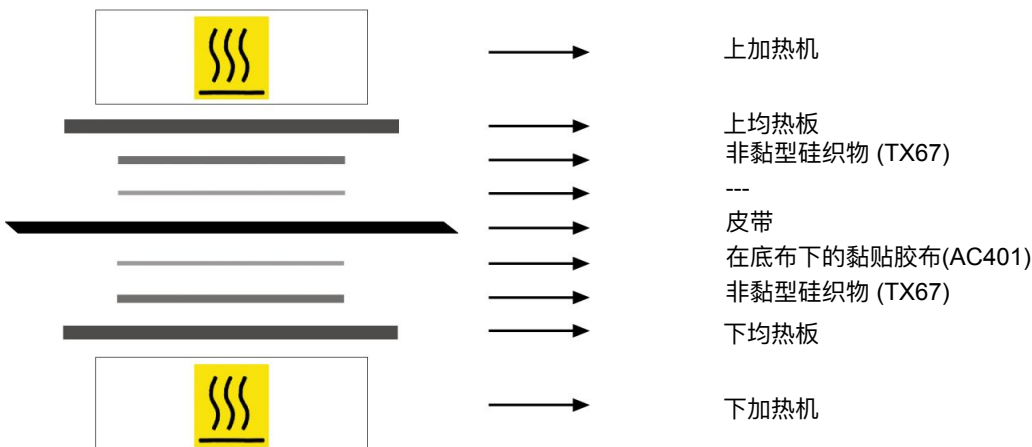 上加热机
上均热板
非黏型硅织物 (TX67)
---
皮带
在底布下的黏贴胶布(AC401)
非黏型硅织物 (TX67)
下均热板
下加热机